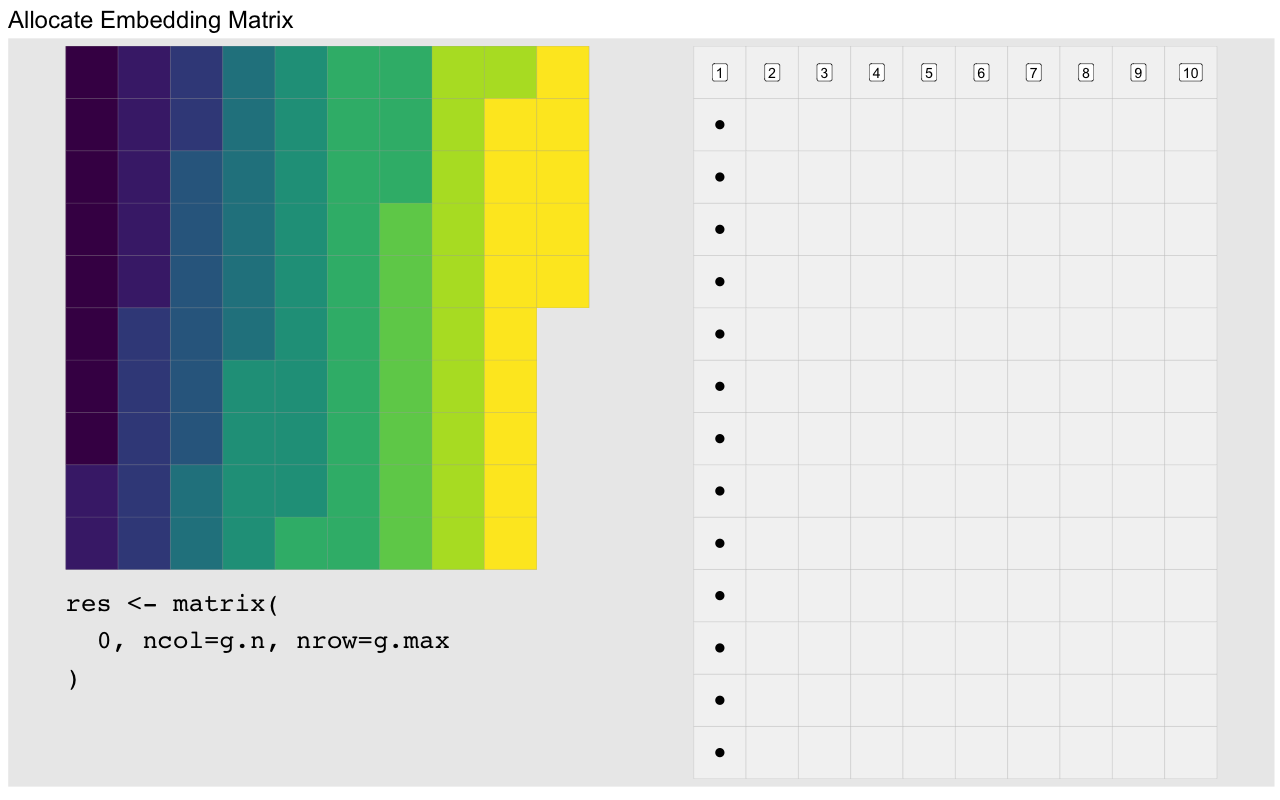 Allocate Embedding Matrix
1 2 3 4 5 6 7 8 9 10
res <- matrix(
  0, ncol=g.n, nrow=g.max
)